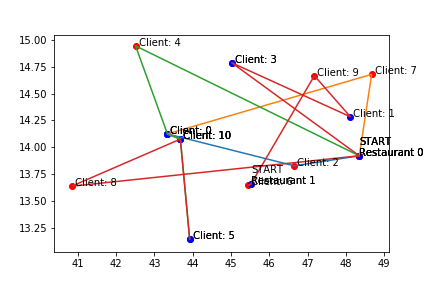 15.00
14.75
14.50
14.25
14.00
13.75
13.50
13.25
Client: 4
Client: 3
Client: 9
Client: 7
Client: 1
Client: 0
Client: 10
START
Restaurant 0
Client: 2
START
Restaurant 1
Client: 8
Client: 5
41 42 43 44 45 46 47 48 49